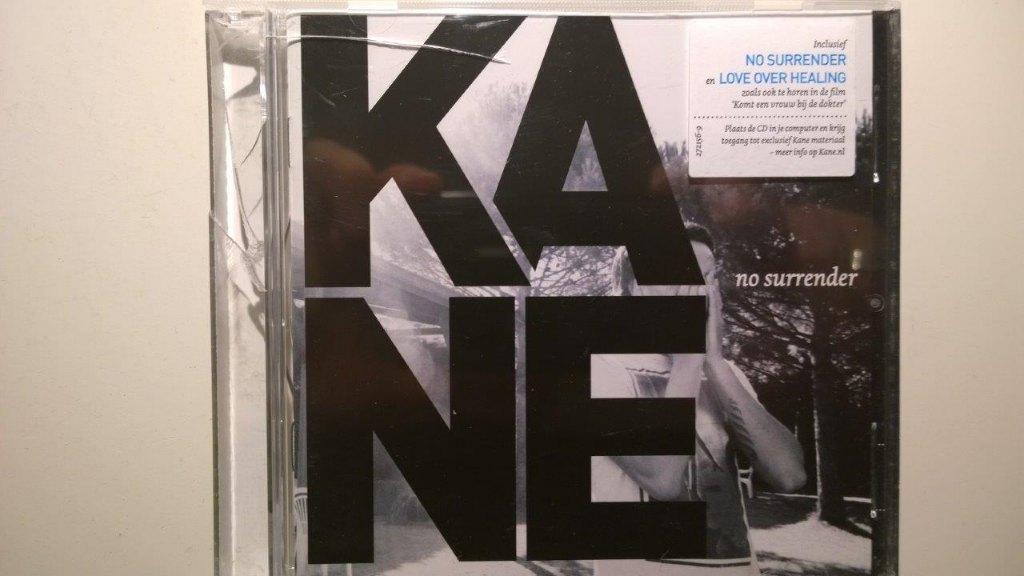 KA
NE
Inclusief
NO SURRENDER
en LOVE OVER HEALING
zoals ook te horen in de film
'Komt een vrouw bij de dokter'
Plaats de CD in je computer en krijg
toegang tot exclusief Kane materiaal
– meer info op Kane.nl
272156-9
no surrender